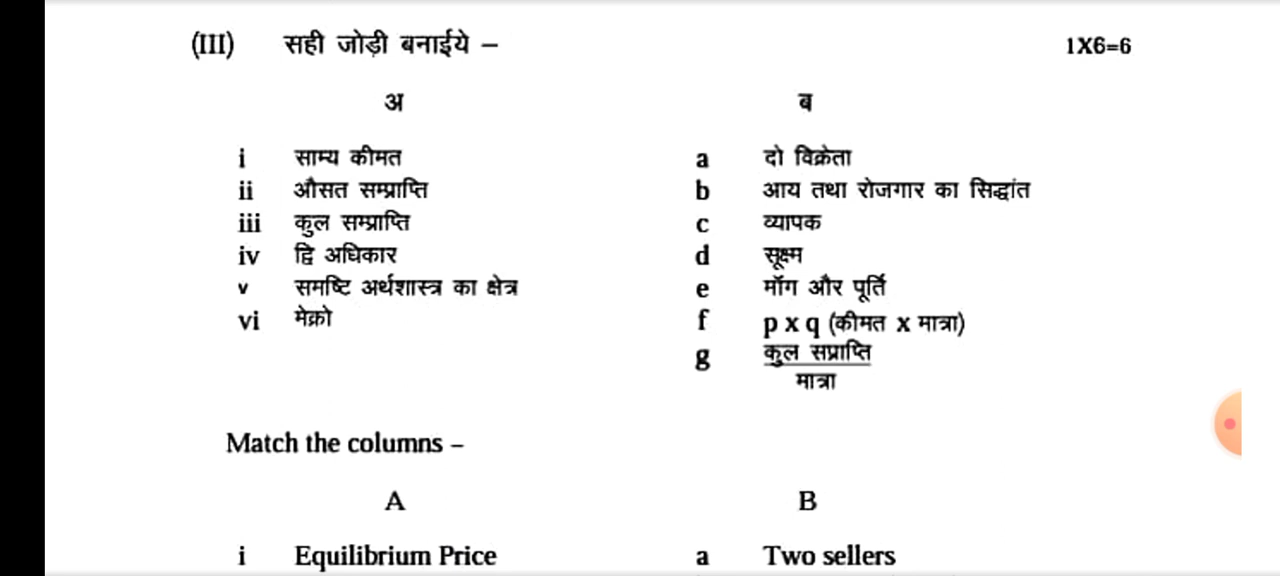 (III) सही जोड़ी बनाईये – 1X6=6
अ ब
i साम्य कीमत a दो विक्रेता
ii औसत सम्प्राप्ति b आय तथा रोजगार का सिद्धांत
iii कुल सम्प्राप्ति c व्यापक
iv द्वि अधिकार d सूक्ष्म
v समष्टि अर्थशास्त्र का क्षेत्र e मॉग और पूर्ति
vi मेक्रो f p x q (कीमत x मात्रा)
g कुल सप्राप्ति
मात्रा
Match the columns –
A B
i Equilibrium Price a Two sellers